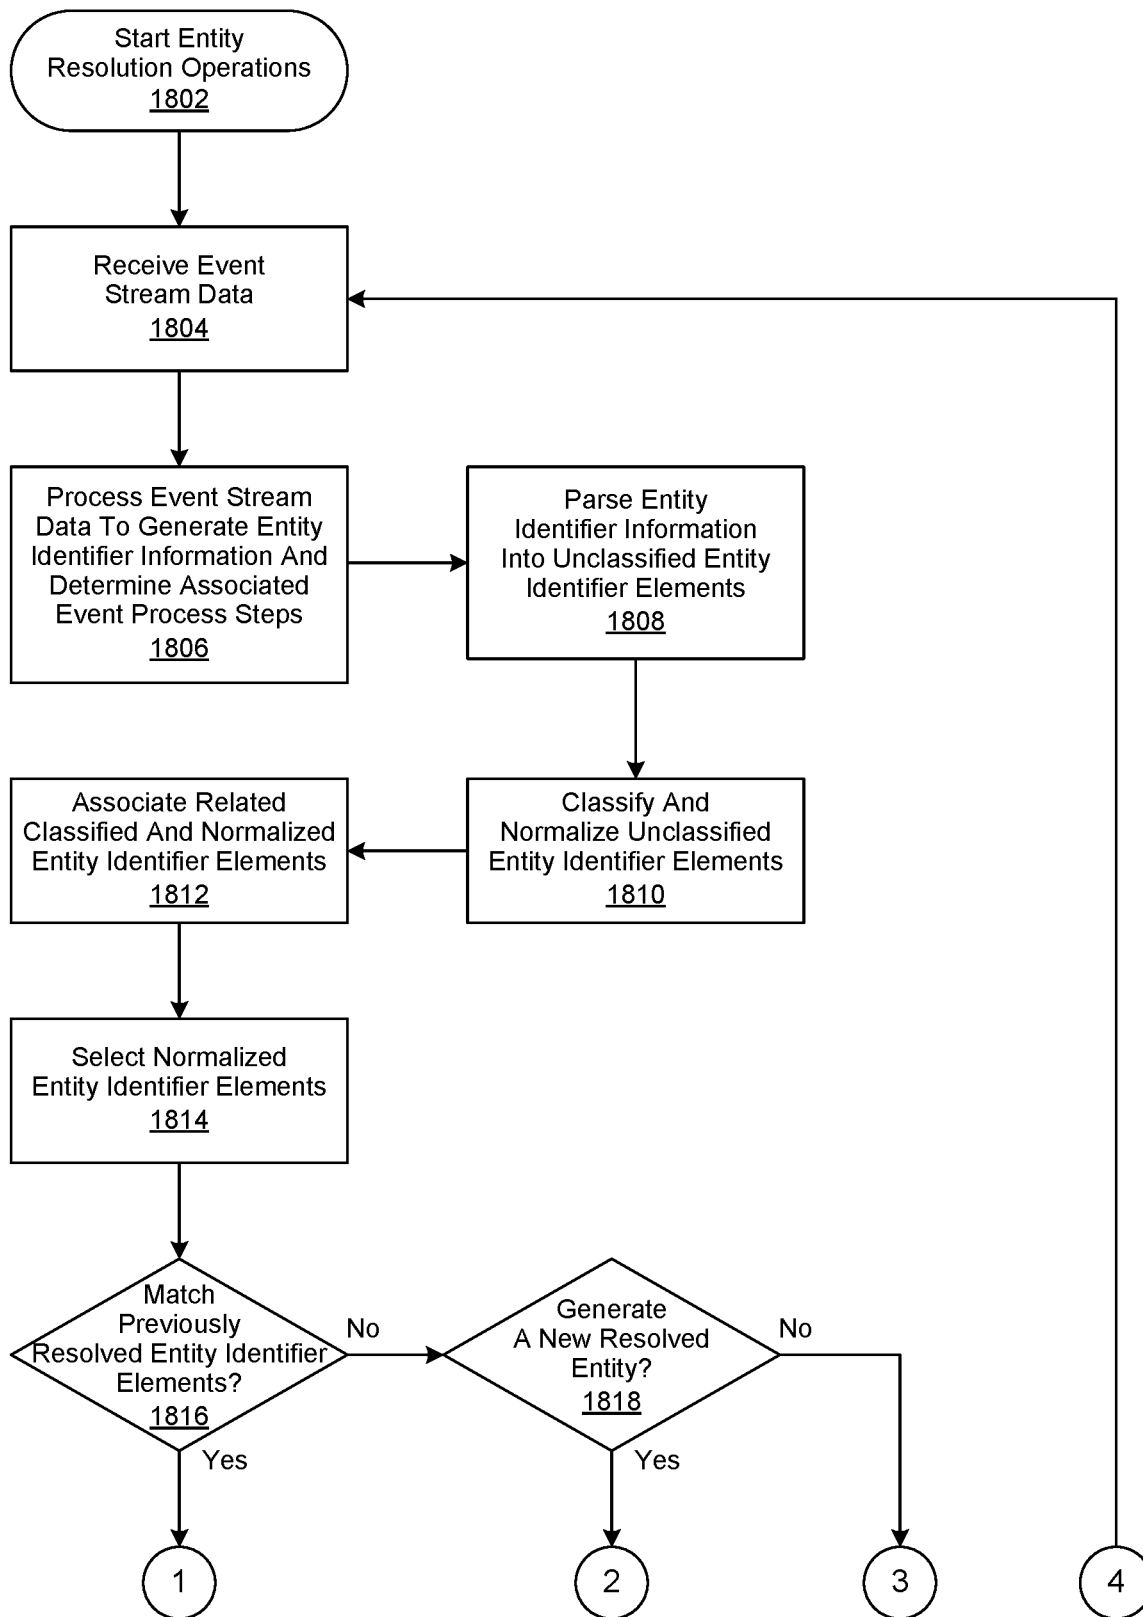 Start Entity
Resolution Operations
1802
Receive Event
Stream Data
1804
Process Event Stream
Data To Generate Entity
Identifier Information And
Determine Associated
Event Process Steps
1806
Parse Entity
Identifier Information
Into Unclassified Entity
Identifier Elements
1808
Classify And
Normalize Unclassified
Entity Identifier Elements
1810
Associate Related
Classified And Normalized
Entity Identifier Elements
1812
Select Normalized
Entity Identifier Elements
1814
Match
Previously
Resolved Entity Identifier
Elements?
1816
No
Yes
Generate
A New Resolved
Entity?
1818
No
Yes
1
2
3
4